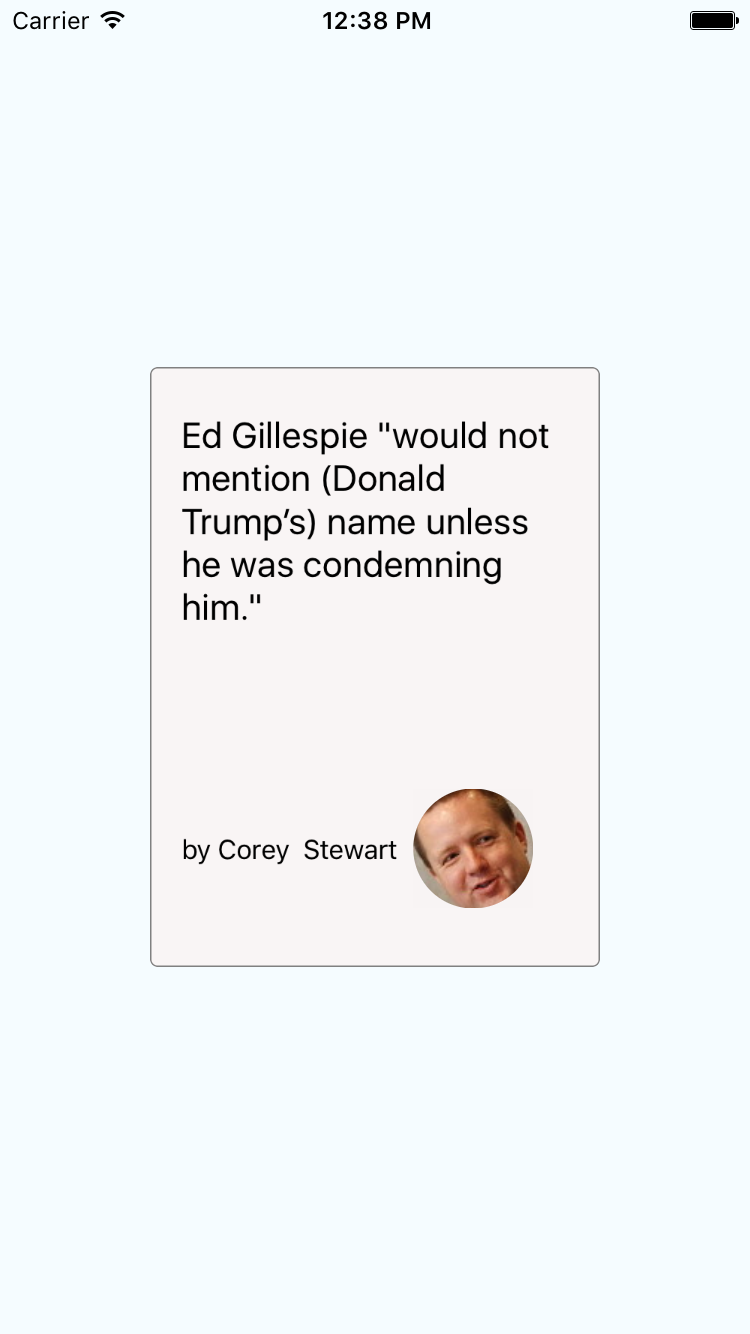 Carrier 12:38 PM
Ed Gillespie "would not
mention (Donald
Trump’s) name unless
he was condemning
him."
by Corey  Stewart